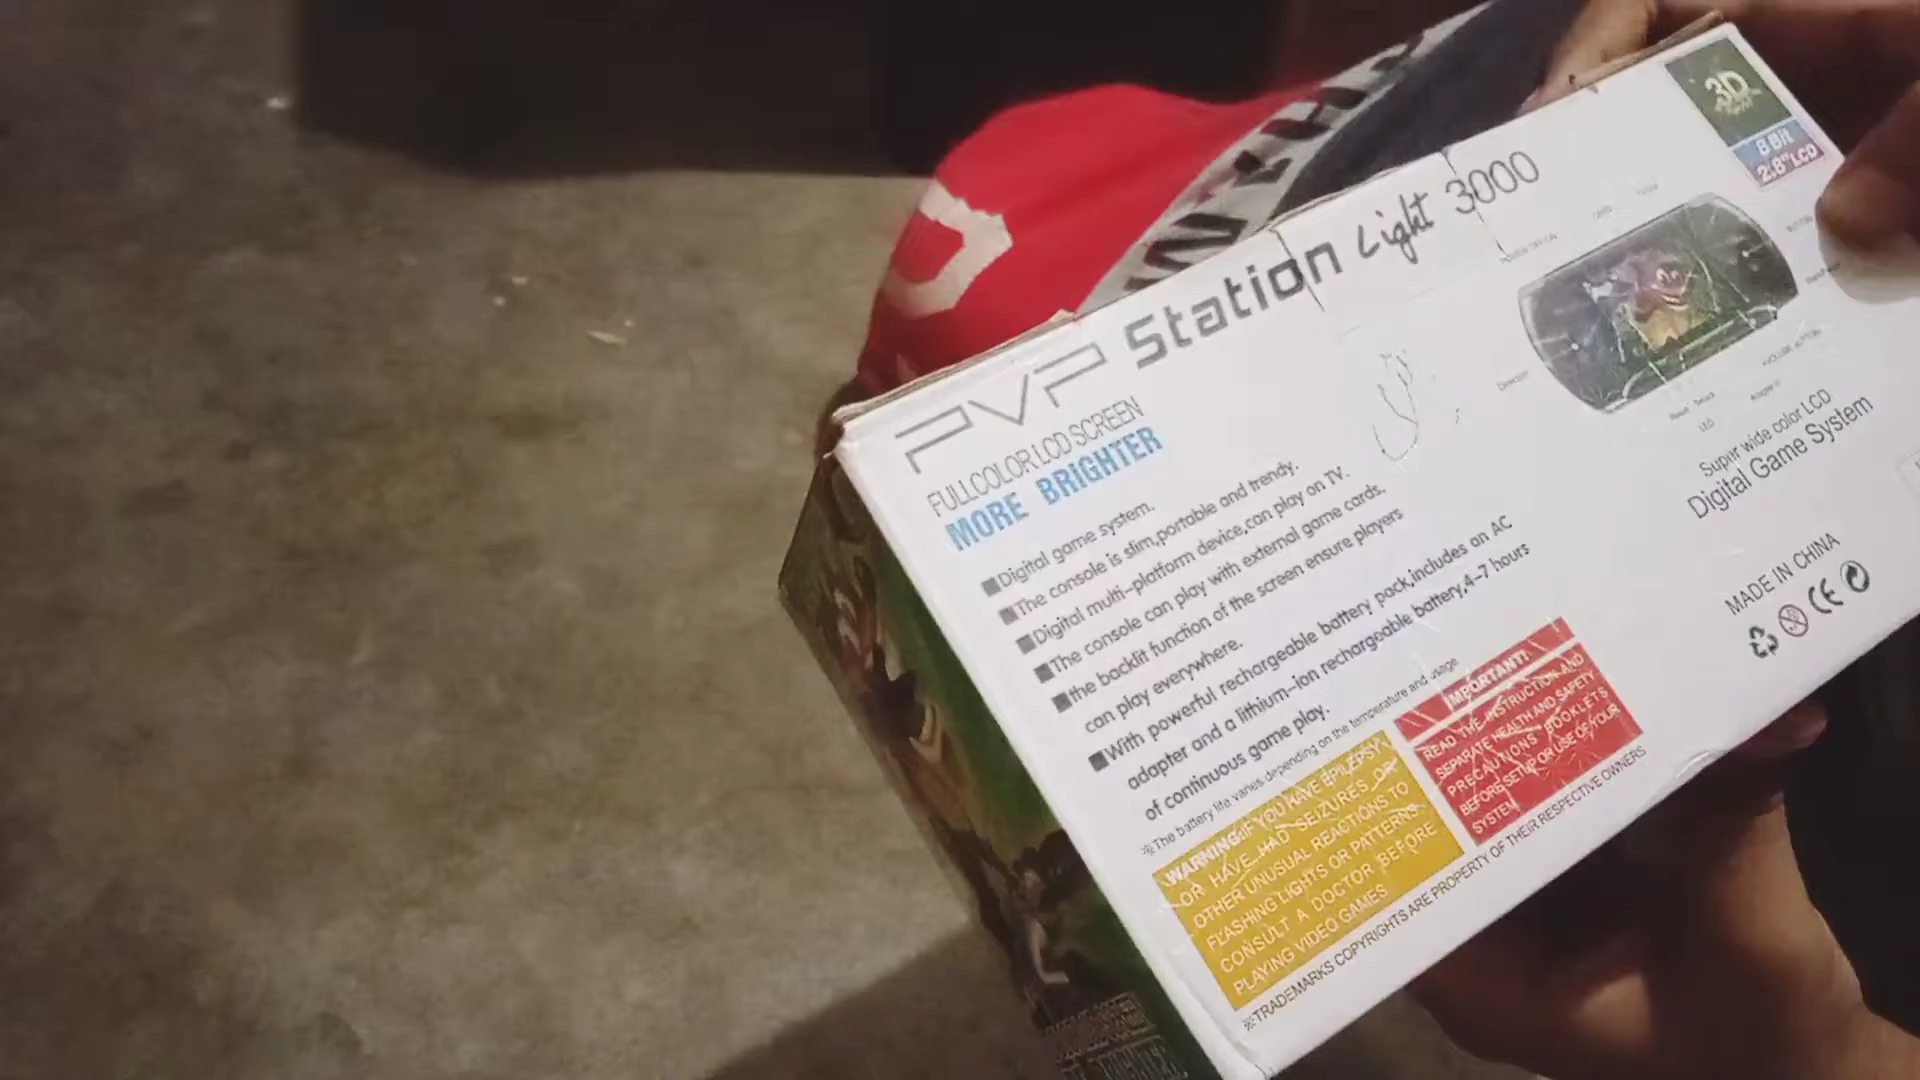 3D
8 Bit
2.8"LCD
PVP Station Light 3000
FULLCOLOR LCD SCREEN
MORE BRIGHTER
■Digital game system.
■The console is slim,portable and trendy.
■Digital multi-platform device,can play on TV.
■The console can play with external game cards.
■the backlit function of the screen ensure players
can play everywhere.
■With powerful rechargeable battery pack,includes an AC
adapter and a lithium-ion rechargeable battery,4-7 hours
of continuous game play.
※The battery life varies depending on the temperature and usage
WARNING:IF YOU HAVE EPILEPSY
OR HAVE HAD SEIZURES OR
OTHER UNUSUAL REACTIONS TO
FLASHING LIGHTS OR PATTERNS,
CONSULT A DOCTOR BEFORE
PLAYING VIDEO GAMES
IMPORTANT!
READ THE INSTRUCTION AND
SEPARATE HEALTH AND SAFETY
PRECAUTIONS BOOKLETS
BEFORE SETUP OR USE OF YOUR
SYSTEM
※TRADEMARKS COPYRIGHTS ARE PROPERTY OF THEIR RESPECTIVE OWNERS
Super wide color LCD
Digital Game System
MADE IN CHINA
CE